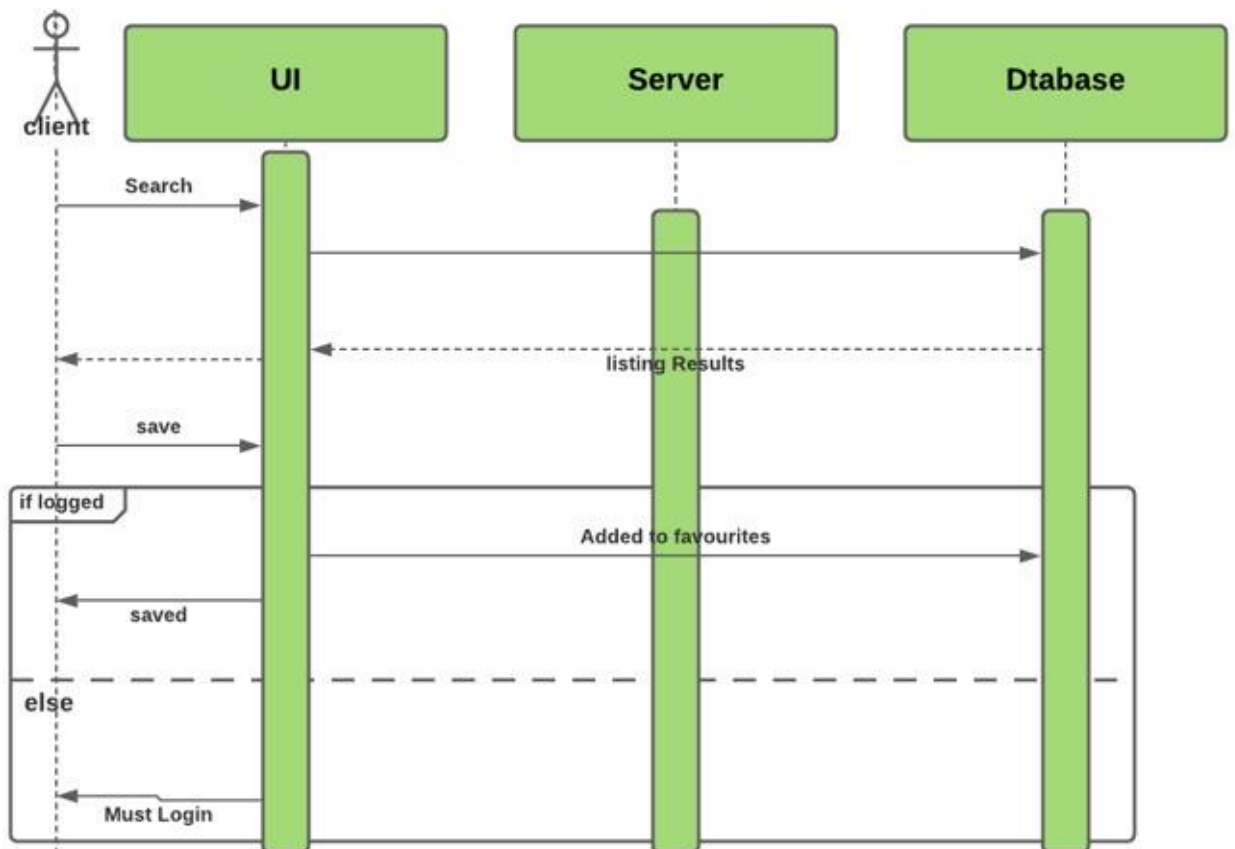 client
UI
Server
Dtabase
Search
listing Results
save
if logged
Added to favourites
saved
else
Must Login